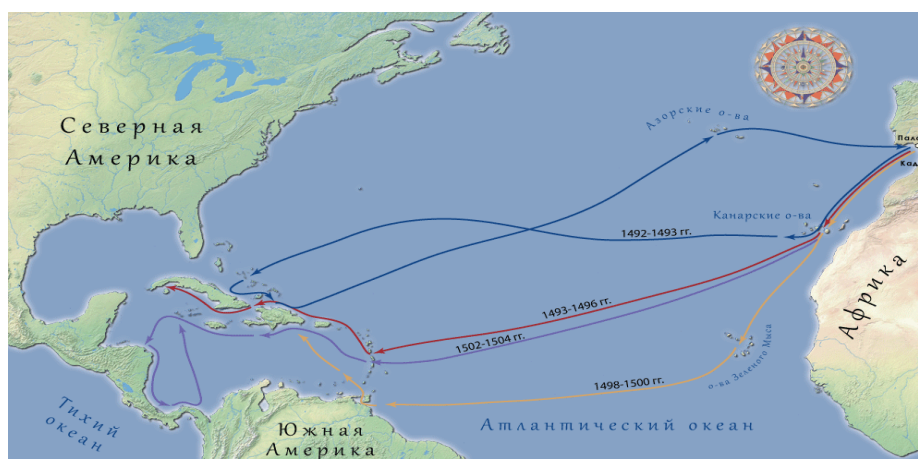 Северная
Америка
Азорские о-ва
Канарские о-ва
1492-1493 гг.
1493-1496 гг.
1502-1504 гг.
1498-1500 гг.
о-ва Зеленого Мыса
Африка
Тихий
океан
Южная
Америка
Атлантический океан